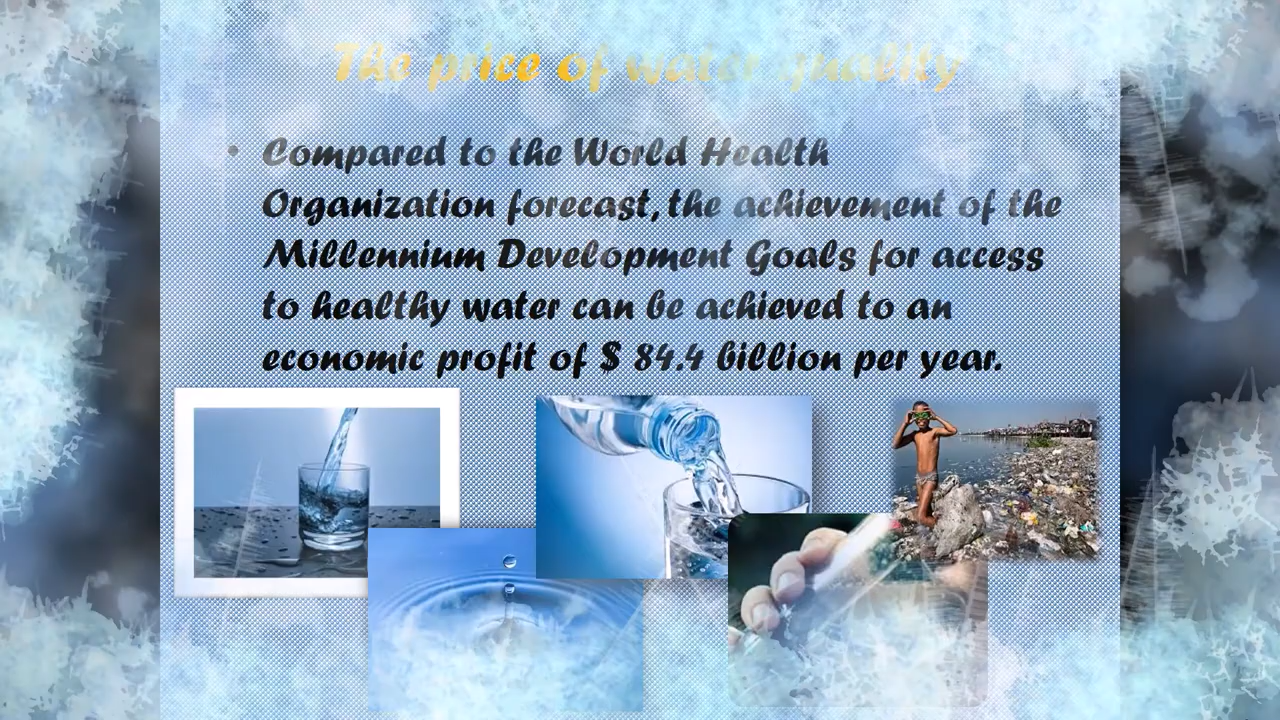 The price of water quality
• Compared to the World Health
Organization forecast, the achievement of the
Millennium Development Goals for access
to healthy water can be achieved to an
economic profit of $ 84.4 billion per year.